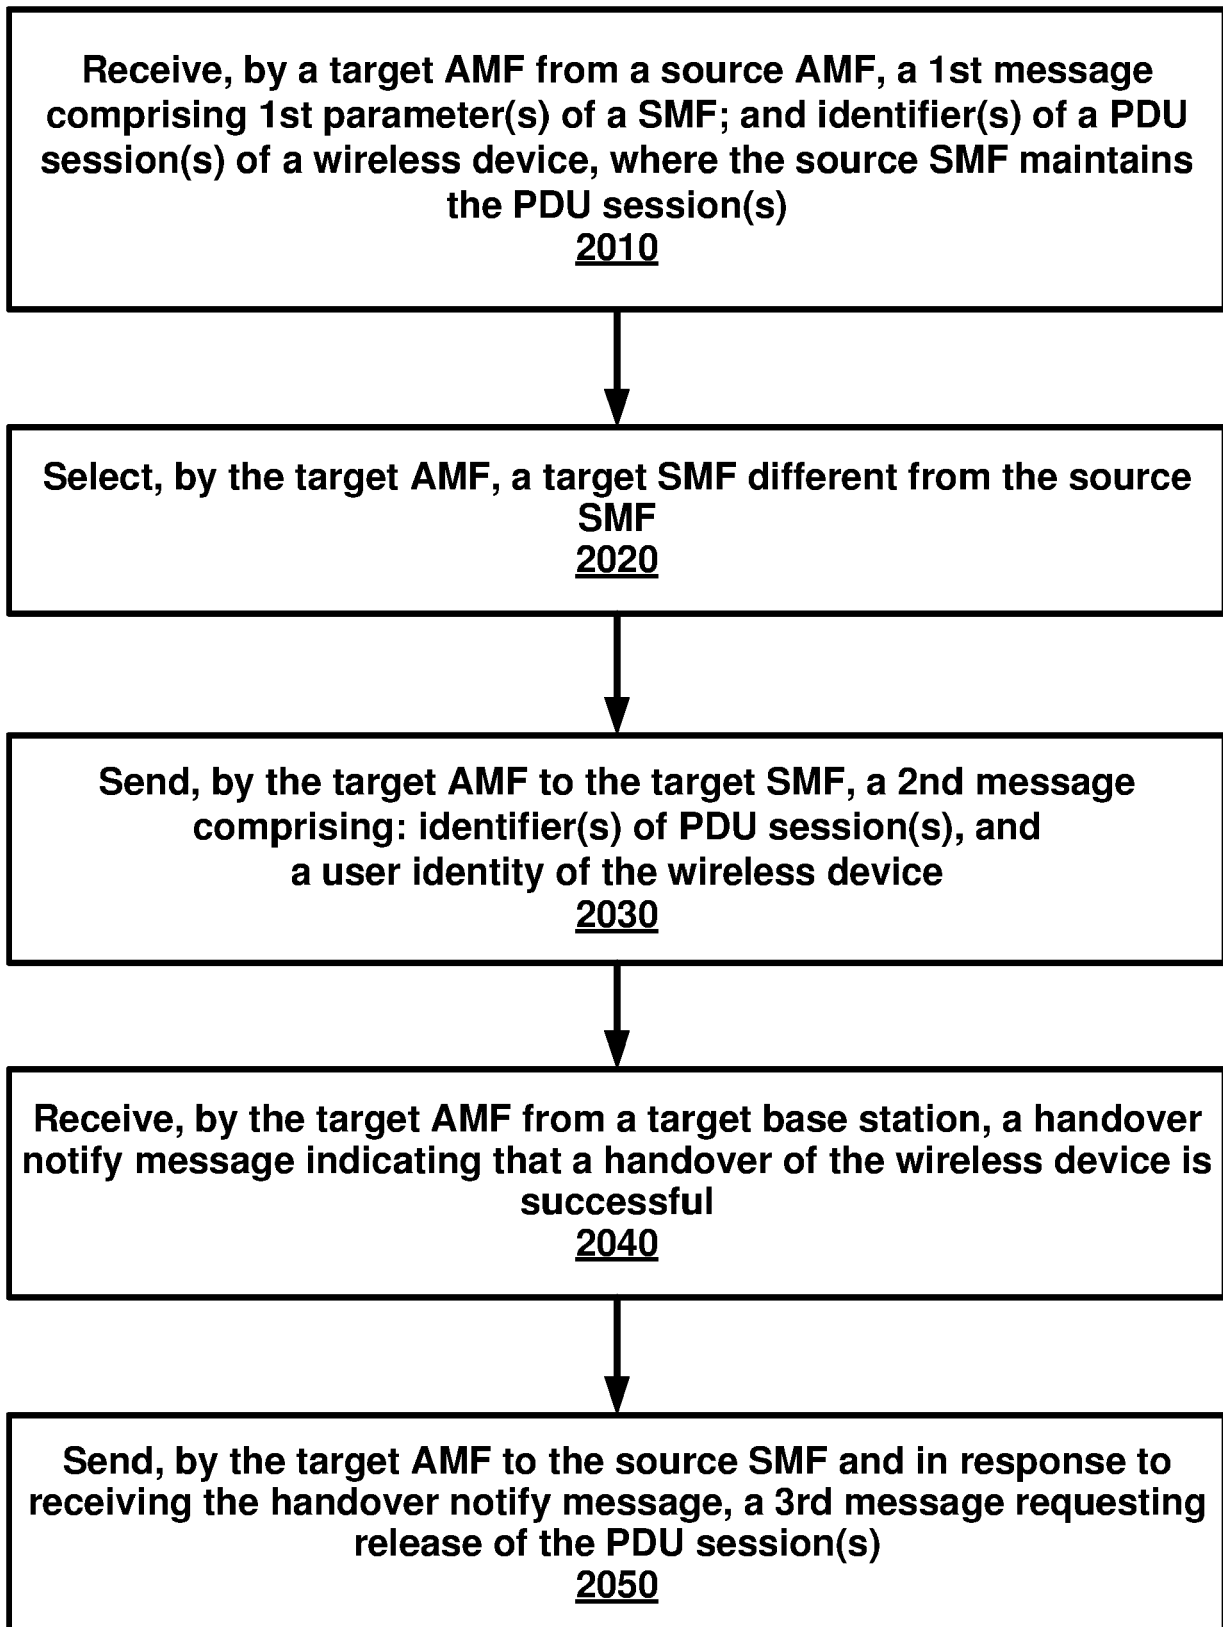 Receive, by a target AMF from a source AMF, a 1st message
comprising 1st parameter(s) of a SMF; and identifier(s) of a PDU
session(s) of a wireless device, where the source SMF maintains
the PDU session(s)
2010
Select, by the target AMF, a target SMF different from the source
SMF
2020
Send, by the target AMF to the target SMF, a 2nd message
comprising: identifier(s) of PDU session(s), and
a user identity of the wireless device
2030
Receive, by the target AMF from a target base station, a handover
notify message indicating that a handover of the wireless device is
successful
2040
Send, by the target AMF to the source SMF and in response to
receiving the handover notify message, a 3rd message requesting
release of the PDU session(s)
2050